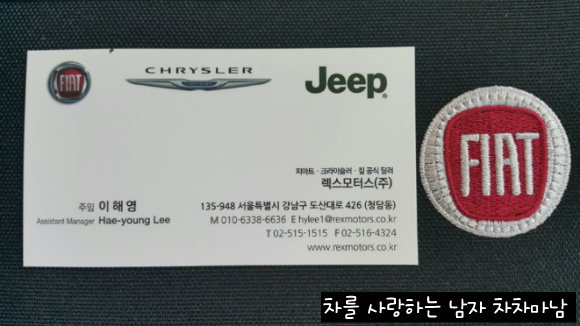 FIAT
CHRYSLER
Jeep®
피아트 · 크라이슬러 · 짚 공식 딜러
렉스모터스(주)
주임 이 해 영
Assistant Manager Hae-young Lee
135-948 서울특별시 강남구 도산대로 426 (청담동)
M 010-6338-6636 E hylee1@rexmotors.co.kr
T 02-515-1515 F 02-516-4324
www.rexmotors.co.kr
FIAT
차를 사랑하는 남자 차차마남